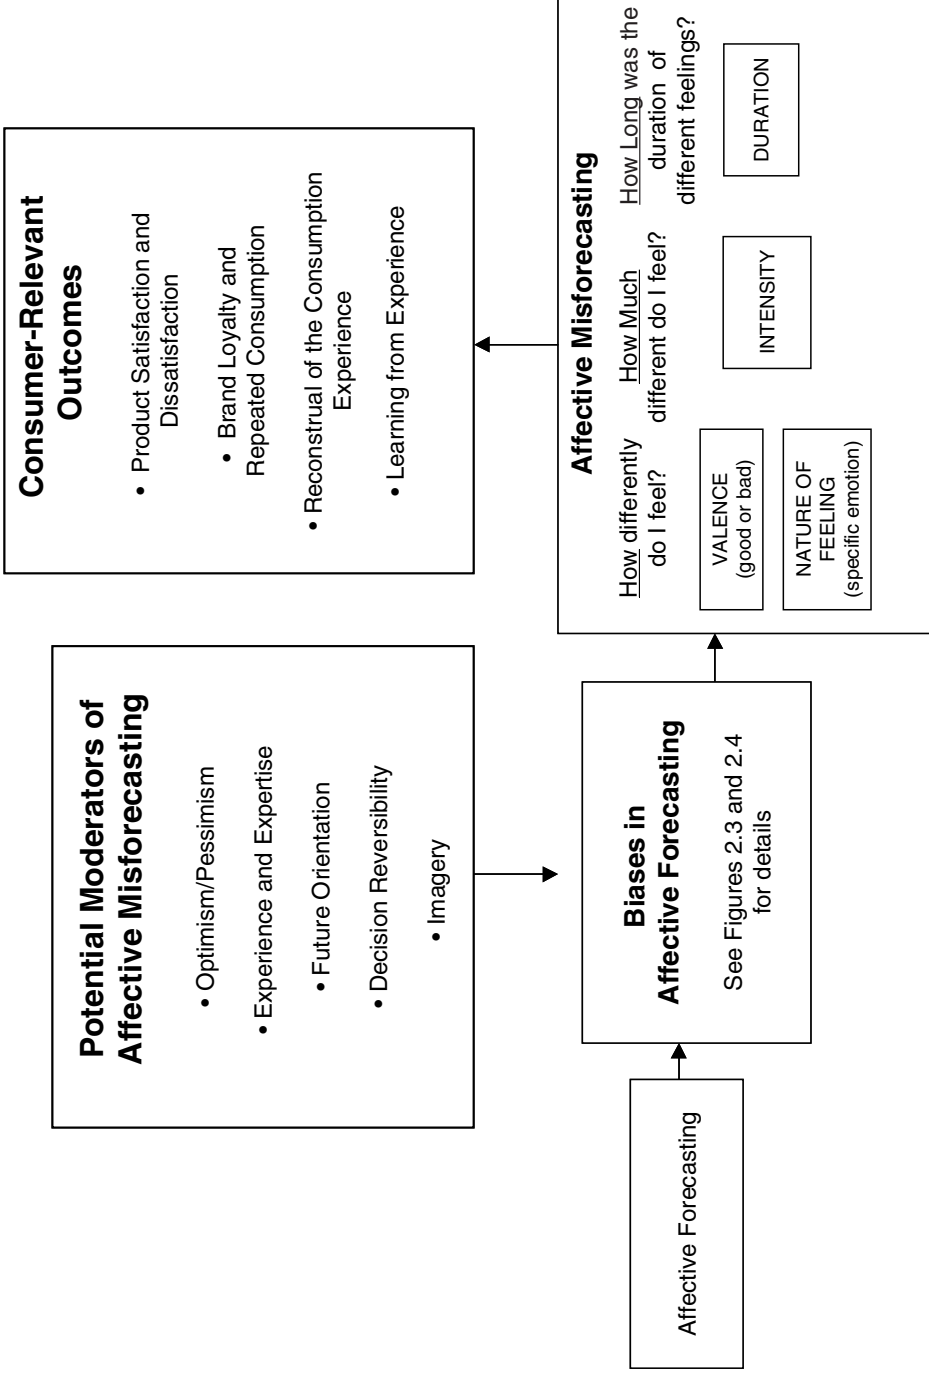 Potential Moderators of
Affective Misforecasting
• Optimism/Pessimism
• Experience and Expertise
• Future Orientation
• Decision Reversibility
• Imagery
Consumer-Relevant
Outcomes
• Product Satisfaction and
Dissatisfaction
• Brand Loyalty and
Repeated Consumption
• Reconstrual of the Consumption
Experience
• Learning from Experience
Affective Forecasting
Biases in
Affective Forecasting
See Figures 2.3 and 2.4
for details
Affective Misforecasting
How differently
do I feel?
VALENCE
(good or bad)
NATURE OF
FEELING
(specific emotion)
How Much
different do I feel?
INTENSITY
How Long was the
duration of
different feelings?
DURATION